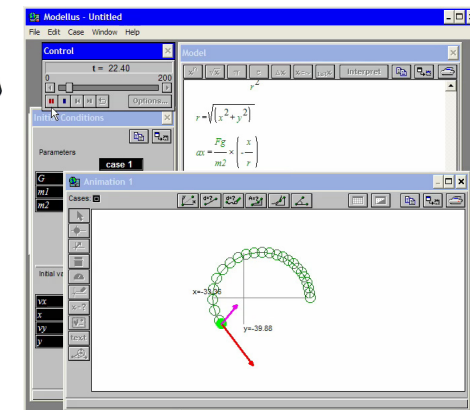 Modellus - Untitled
File Edit Case Window Help
Control
t = 22.40
0 200
Options...
Model
Interpret
r²
r = √(x²+y²)
ax = Fg/m2 × (-x/r)
Initial Conditions
Parameters
case 1
G
m1
m2
Initial va
vx
x
vy
y
Animation 1
Cases:
text
y=-39.88